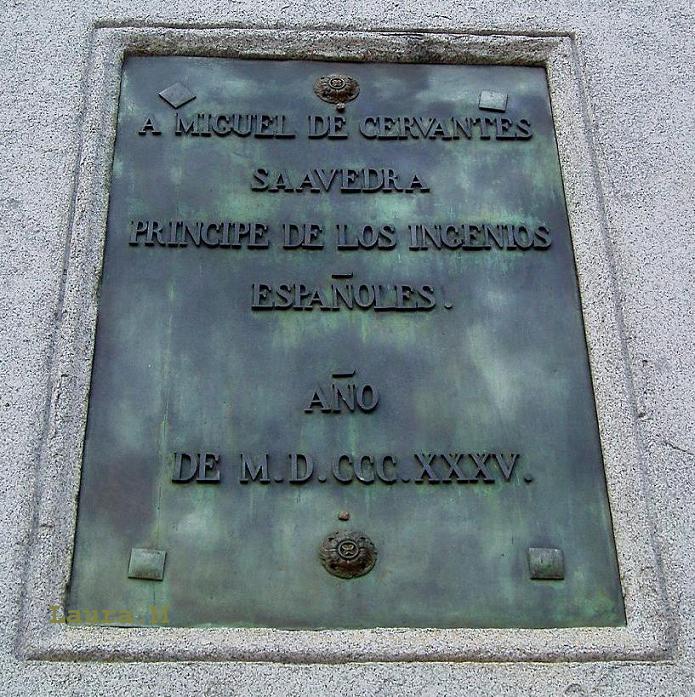 A MIGUEL DE CERVANTES
SAAVEDRA
PRINCIPE DE LOS INGENIOS
ESPAÑOLES.
AÑO
DE M.D.CCC.XXXV.
Laura.M